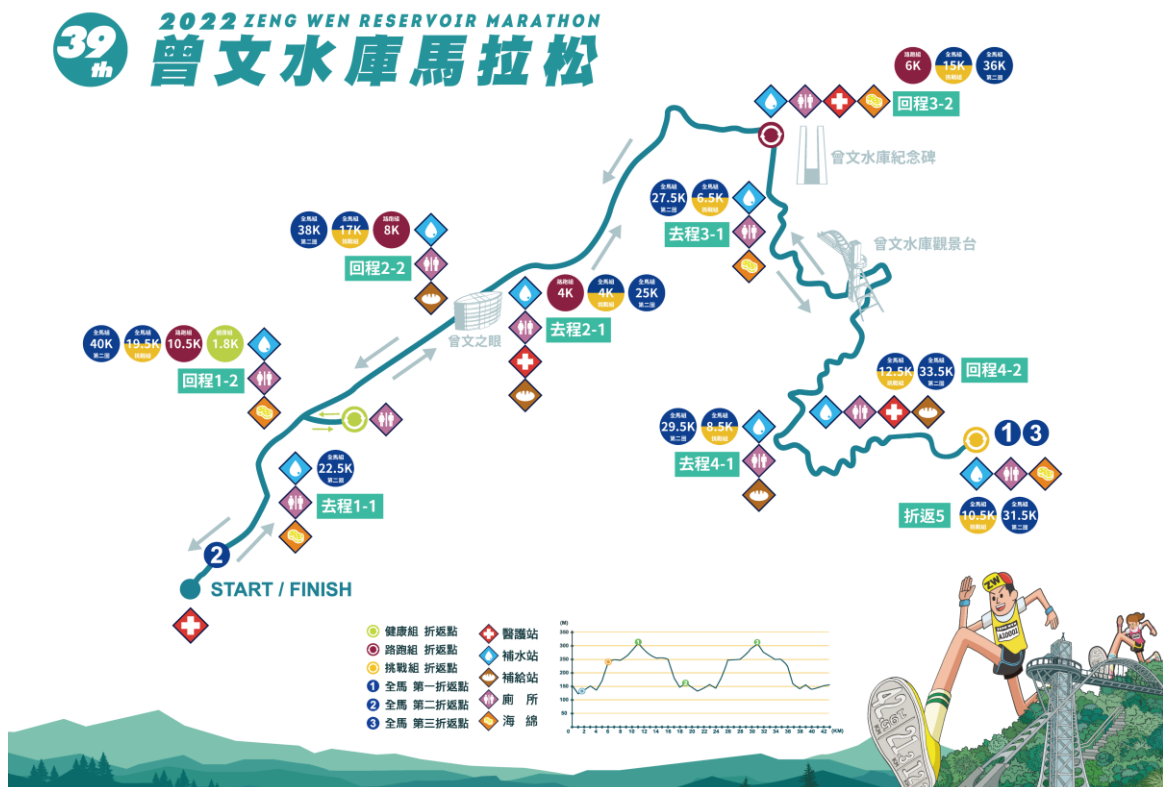 39th
2022 ZENG WEN RESERVOIR MARATHON
曾文水庫馬拉松
路跑組 6K
全馬組 15K 挑戰組
全馬組 36K 第二圈
回程3-2
曾文水庫紀念碑
全馬組 27.5K 第二圈
全馬組 6.5K 挑戰組
去程3-1
曾文水庫觀景台
全馬組 38K 第二圈
全馬組 17K 挑戰組
路跑組 8K
回程2-2
路跑組 4K
全馬組 4K 挑戰組
全馬組 25K 第二圈
去程2-1
曾文之眼
全馬組 40K 第二圈
全馬組 19.5K 挑戰組
路跑組 10.5K
健康組 1.8K
回程1-2
全馬組 12.5K 挑戰組
全馬組 33.5K 第二圈
回程4-2
全馬組 29.5K 第二圈
全馬組 8.5K 挑戰組
去程4-1
1 3
全馬組 22.5K 第二圈
去程1-1
折返5
全馬組 10.5K 挑戰組
全馬組 31.5K 第二圈
2
START / FINISH
健康組 折返點
路跑組 折返點
挑戰組 折返點
1 全馬 第一折返點
2 全馬 第二折返點
3 全馬 第三折返點
醫護站
補水站
補給站
廁 所
海 綿
(M)
350
300
250
200
150
100
50
0 2 4 6 8 10 12 14 16 18 20 22 24 26 28 30 32 34 36 38 40 42 (KM)
ZW
A10001